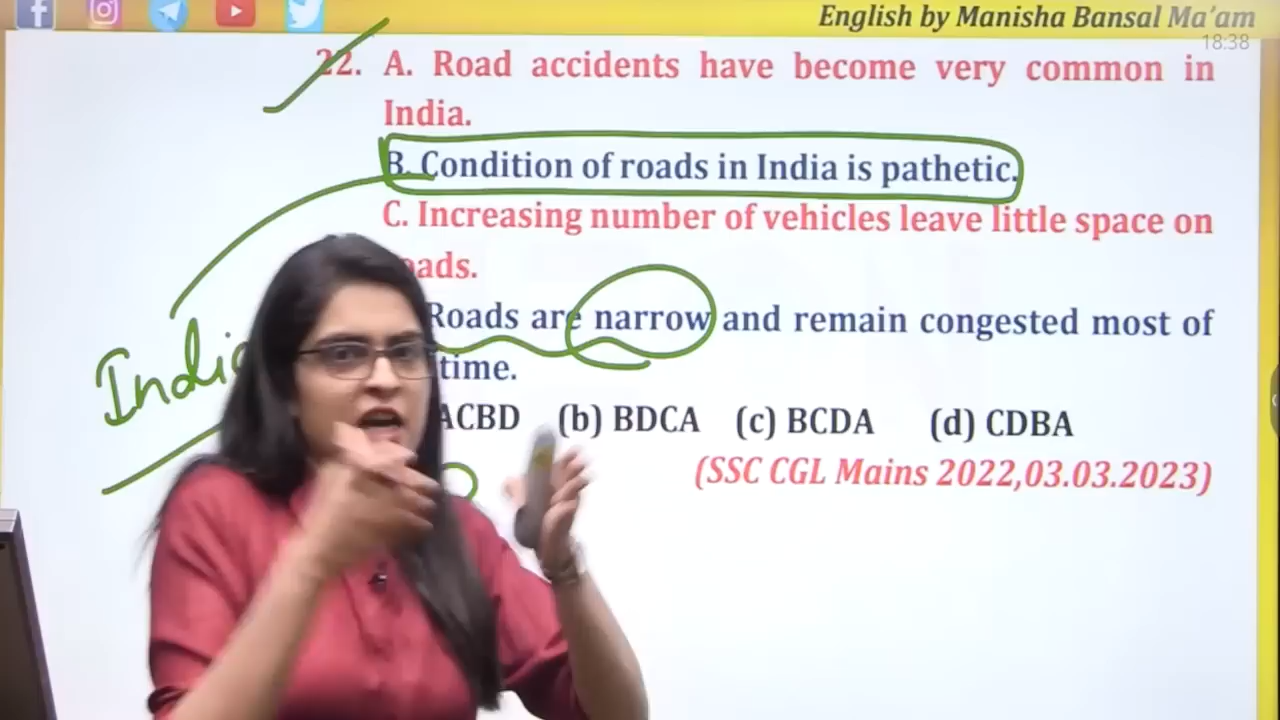 English by Manisha Bansal Ma'am
18:38
22. A. Road accidents have become very common in
India.
B. Condition of roads in India is pathetic.
C. Increasing number of vehicles leave little space on
Roads are narrow and remain congested most of
time.
ACBD (b) BDCA (c) BCDA (d) CDBA
(SSC CGL Mains 2022,03.03.2023)